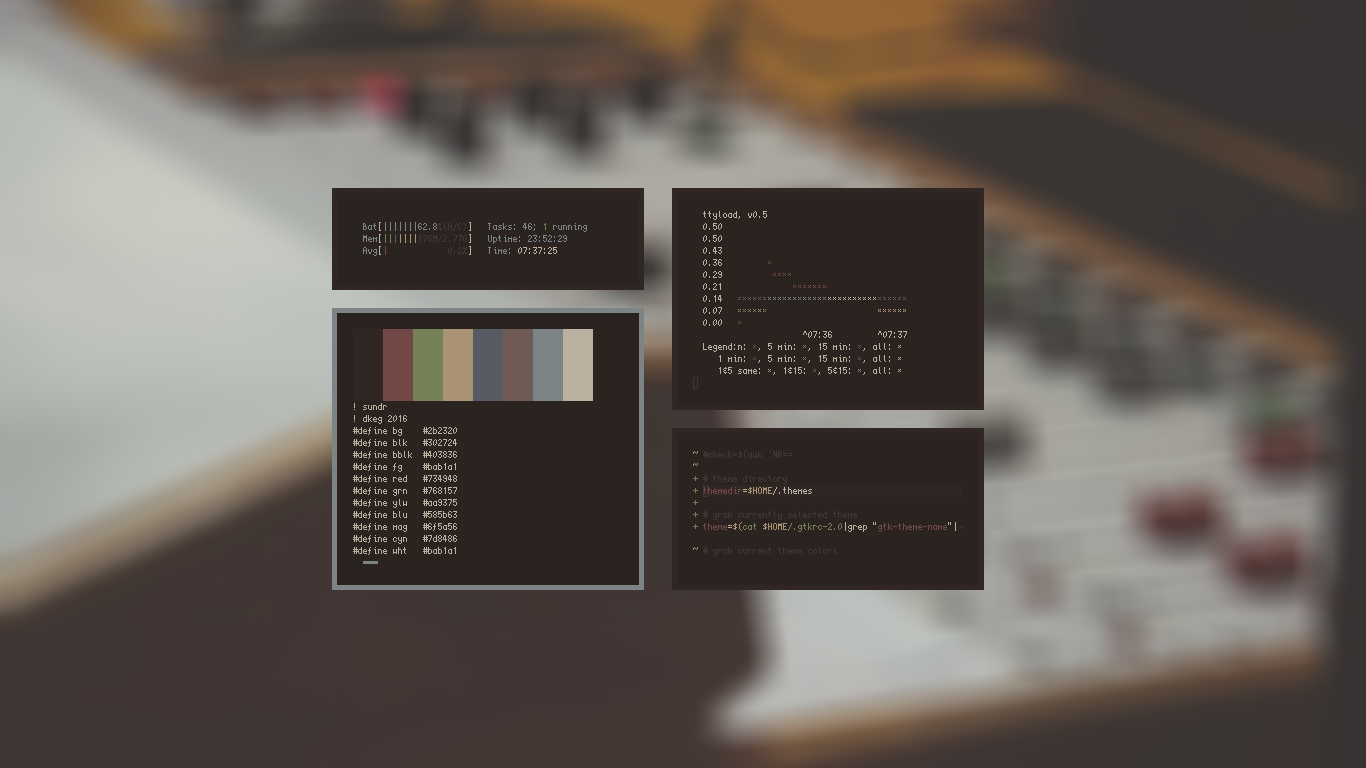 Bat[|||||||62.8%(A/C)] Tasks: 46; 1 running
Mem[|||||||176M/2.77G] Uptime: 23:52:29
Avg[| 0.2%] Time: 07:37:25
! sundr
! dkeg 2016
#define bg #2b2320
#define blk #302724
#define bblk #403836
#define fg #bab1a1
#define red #734948
#define grn #768157
#define ylw #aa9375
#define blu #585b63
#define mag #6f5a56
#define cyn #7d8486
#define wht #bab1a1
ttyload, v0.5
0.50
0.50
0.43
0.36
0.29
0.21
0.14
0.07
0.00
^07:36 ^07:37
Legend:n: ×, 5 min: ×, 15 min: ×, all: ×
1 min: ×, 5 min: ×, 15 min: ×, all: ×
1¢5 same: ×, 1¢15: ×, 5¢15: ×, all: ×
~ #check=$(awk 'NR==
~
+ # theme directory
+ themedir=$HOME/.themes
+
+ # grab currently selected theme
+ theme=$(cat $HOME/.gtkrc-2.0|grep "gtk-theme-name"|
~ # grab current theme colors